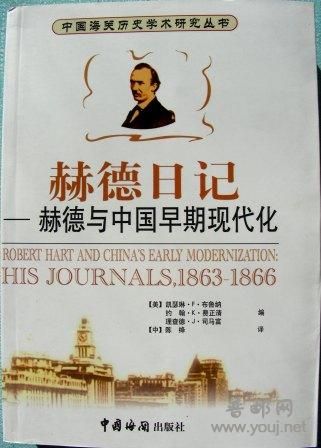 中国海关历史学术研究丛书
赫德日记
—赫德与中国早期现代化
ROBERT HART AND CHINA'S EARLY MODERNIZATION:
HIS JOURNALS, 1863-1866
[美] 凯瑟琳·F·布鲁纳
约翰·K·费正清 编
理查德·J·司马富
[中] 陈绛 译
中国海关出版社
www.youj.net